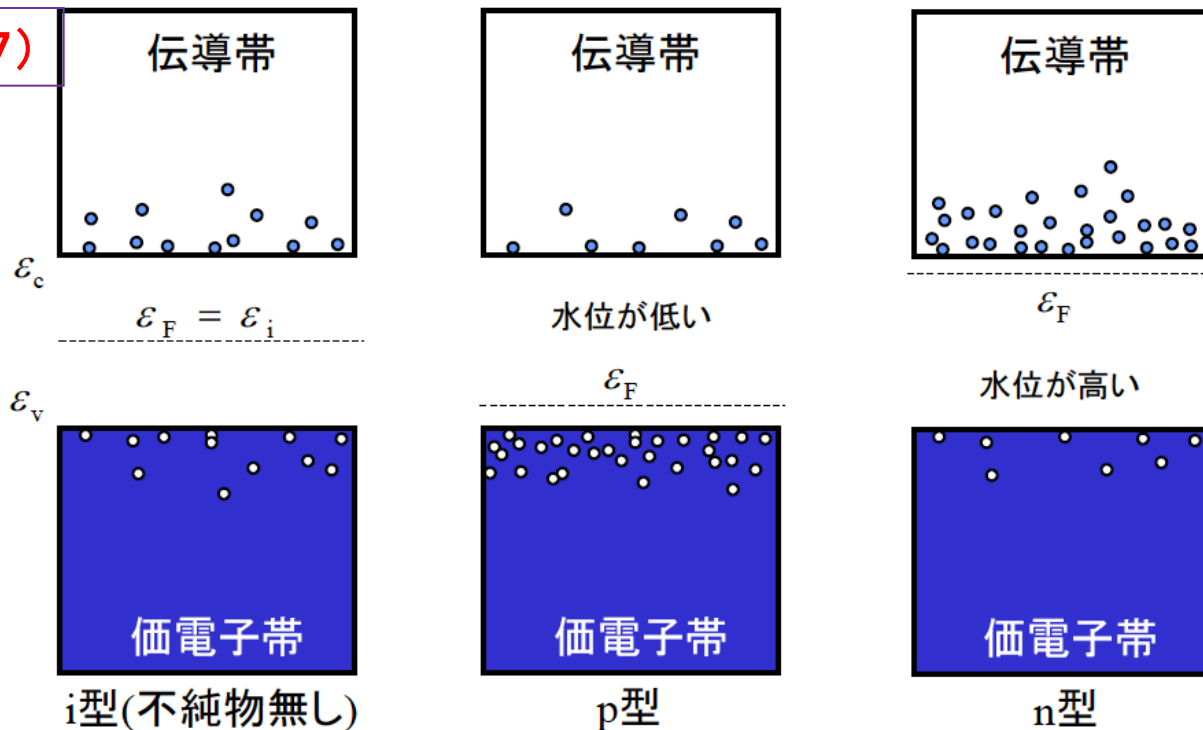 7)
伝導帯
伝導帯
伝導帯
εc
εF = εi
水位が低い
εF
εv
εF
水位が高い
価電子帯
価電子帯
価電子帯
i型(不純物無し)
p型
n型